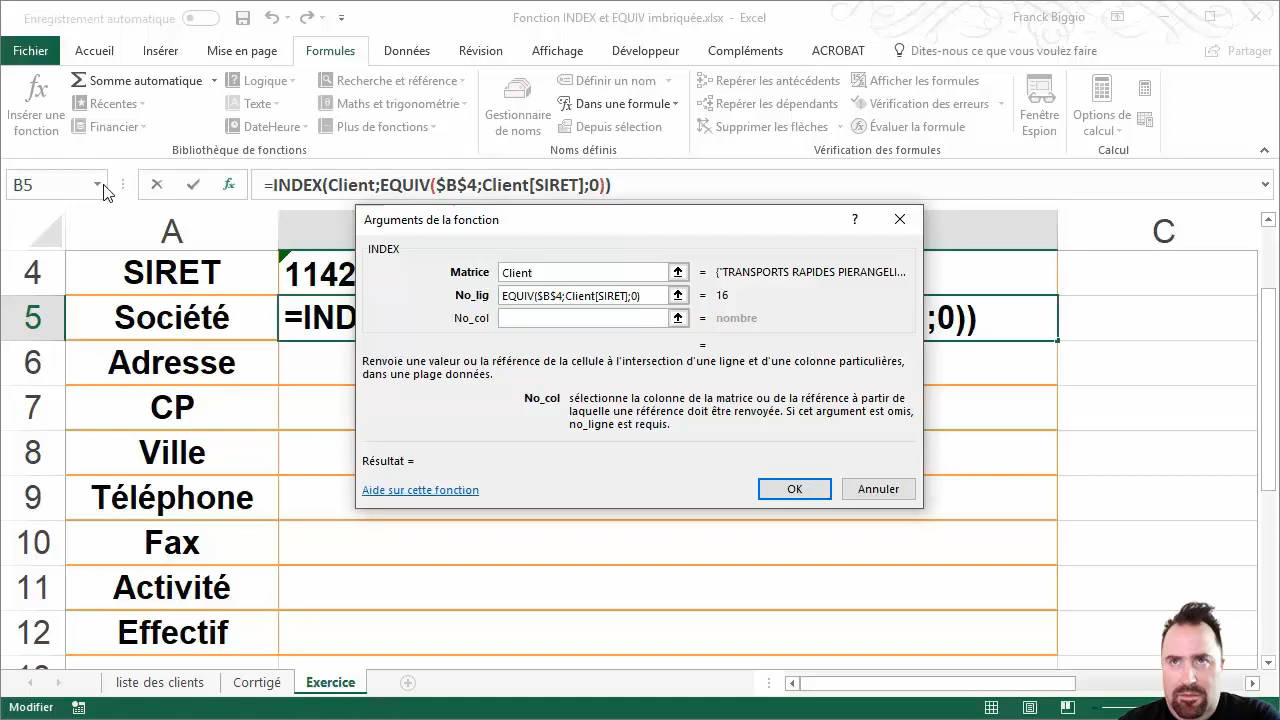 Enregistrement automatique
Fonction INDEX et EQUIV imbriquée.xlsx - Excel
Franck Biggio
Fichier Accueil Insérer Mise en page Formules Données Révision Affichage Développeur Compléments ACROBAT Dites-nous ce que vous voulez faire Partager
Insérer une fonction
Somme automatique
Récentes
Financier
Logique
Texte
DateHeure
Recherche et référence
Maths et trigonométrie
Plus de fonctions
Bibliothèque de fonctions
Gestionnaire de noms
Définir un nom
Dans une formule
Depuis sélection
Noms définis
Repérer les antécédents
Repérer les dépendants
Supprimer les flèches
Afficher les formules
Vérification des erreurs
Évaluer la formule
Vérification des formules
Fenêtre Espion
Options de calcul
Calcul
B5
fx
=INDEX(Client;EQUIV($B$4;Client[SIRET];0))
A
C
4 SIRET 1142
5 Société =IND ;0))
6 Adresse
7 CP
8 Ville
9 Téléphone
10 Fax
11 Activité
12 Effectif
Arguments de la fonction
?
INDEX
Matrice Client = {"TRANSPORTS RAPIDES PIERANGELI...
No_lig EQUIV($B$4;Client[SIRET];0) = 16
No_col = nombre
=
Renvoie une valeur ou la référence de la cellule à l'intersection d'une ligne et d'une colonne particulières,
dans une plage données.
No_col sélectionne la colonne de la matrice ou de la référence à partir de
laquelle une référence doit être renvoyée. Si cet argument est omis,
no_ligne est requis.
Résultat =
Aide sur cette fonction
OK
Annuler
liste des clients Corrtigé Exercice
Modifier